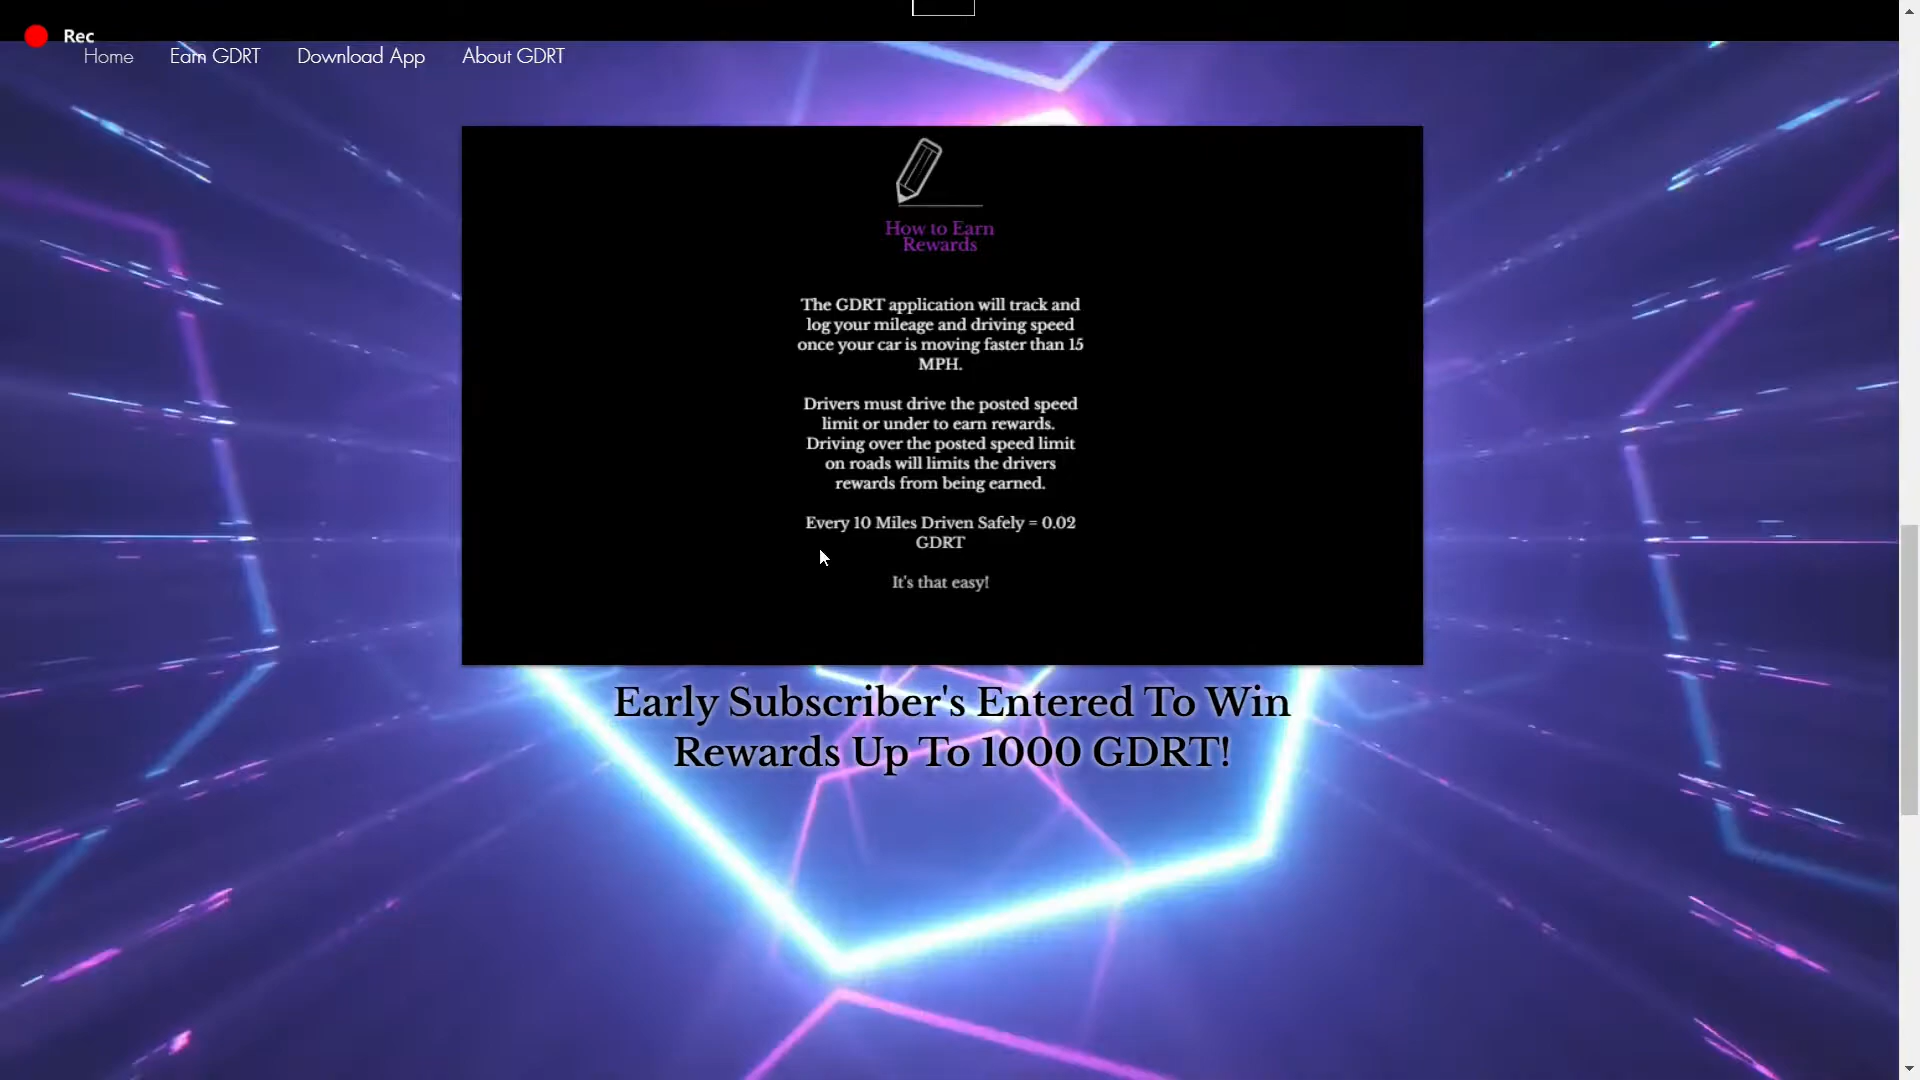 Rec
Home
Earn GDRT
Download App
About GDRT
How to Earn
Rewards
The GDRT application will track and
log your mileage and driving speed
once your car is moving faster than 15
MPH.
Drivers must drive the posted speed
limit or under to earn rewards.
Driving over the posted speed limit
on roads will limits the drivers
rewards from being earned.
Every 10 Miles Driven Safely = 0.02
GDRT
It's that easy!
Early Subscriber's Entered To Win
Rewards Up To 1000 GDRT!